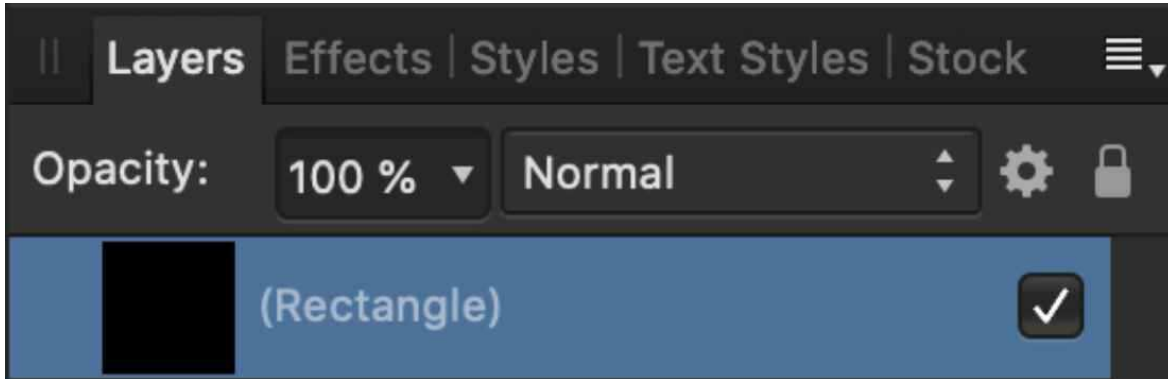 Layers Effects | Styles | Text Styles | Stock
Opacity: 100 % Normal
(Rectangle)